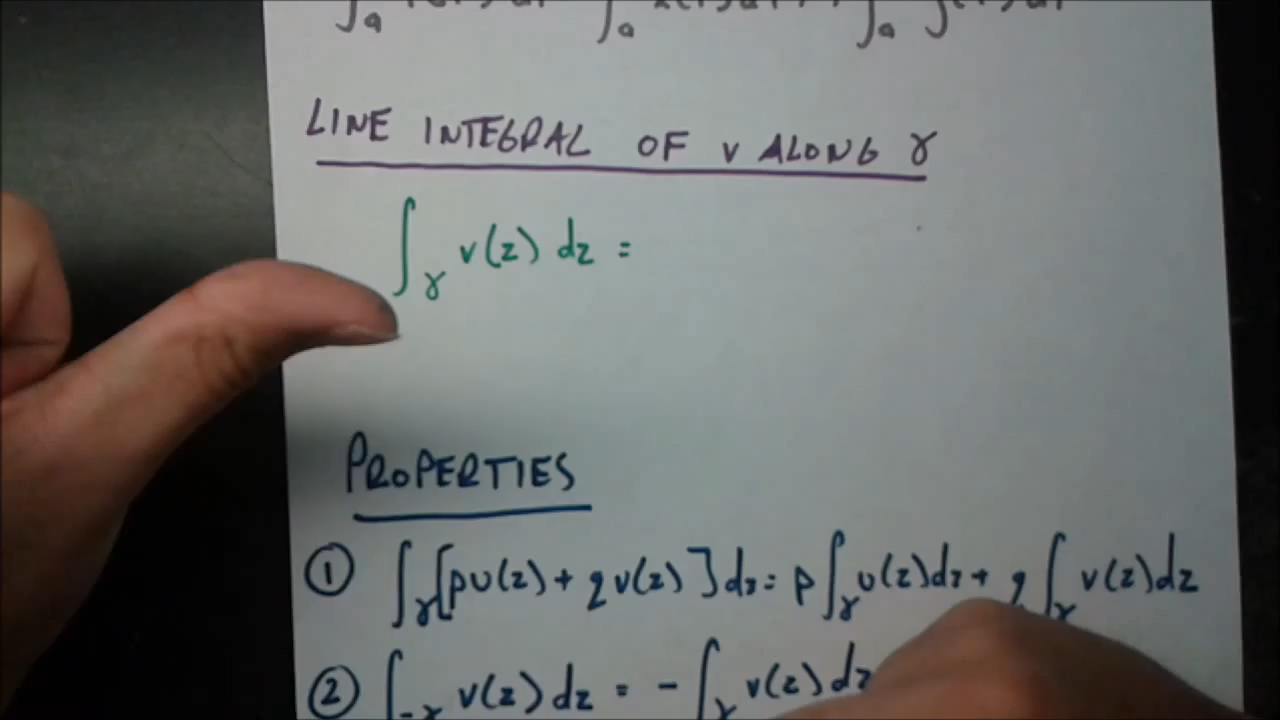 LINE INTEGRAL OF v ALONG γ
∫γ v(z) dz =
PROPERTIES
① ∫γ [pu(z) + qv(z)] dz = p∫γ u(z)dz + q∫γ v(z)dz
② ∫-γ v(z) dz = - ∫γ v(z) dz